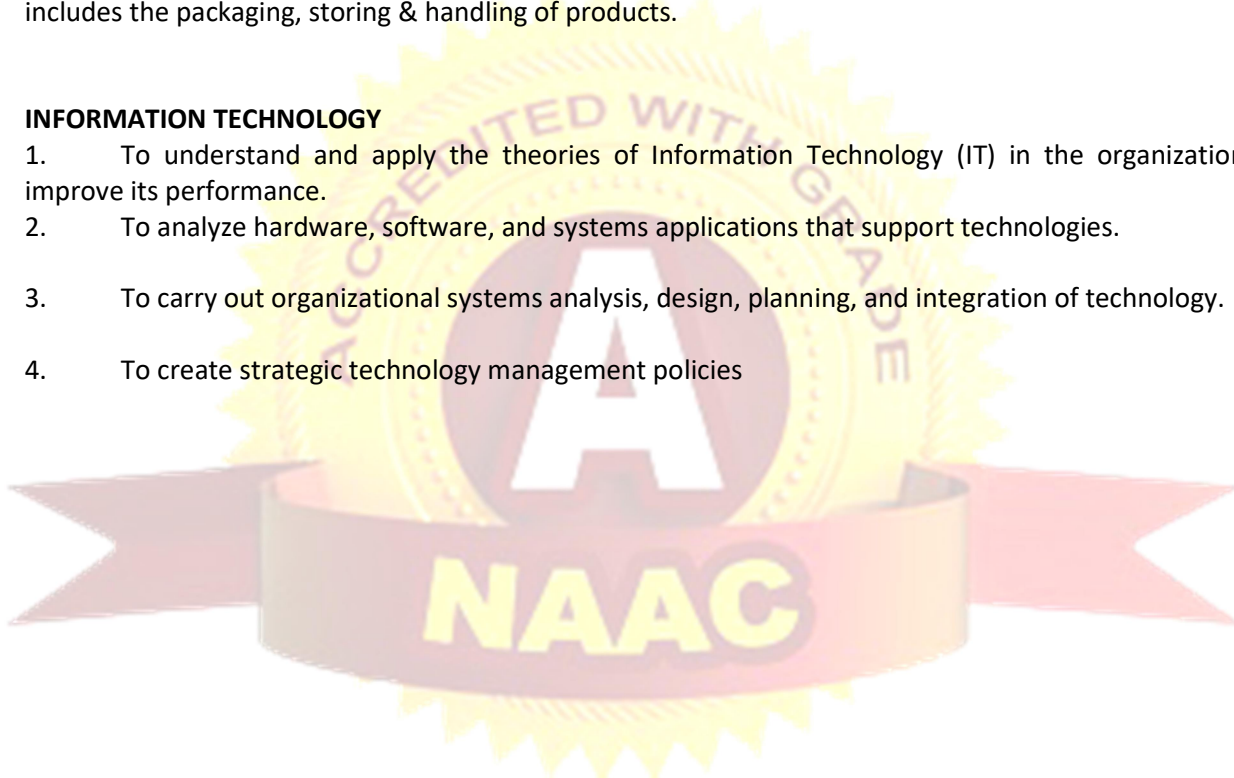 includes the packaging, storing & handling of products.
INFORMATION TECHNOLOGY
1. To understand and apply the theories of Information Technology (IT) in the organization
improve its performance.
2. To analyze hardware, software, and systems applications that support technologies.
3. To carry out organizational systems analysis, design, planning, and integration of technology.
4. To create strategic technology management policies
ACCREDITED WITH GRADE
A
NAAC